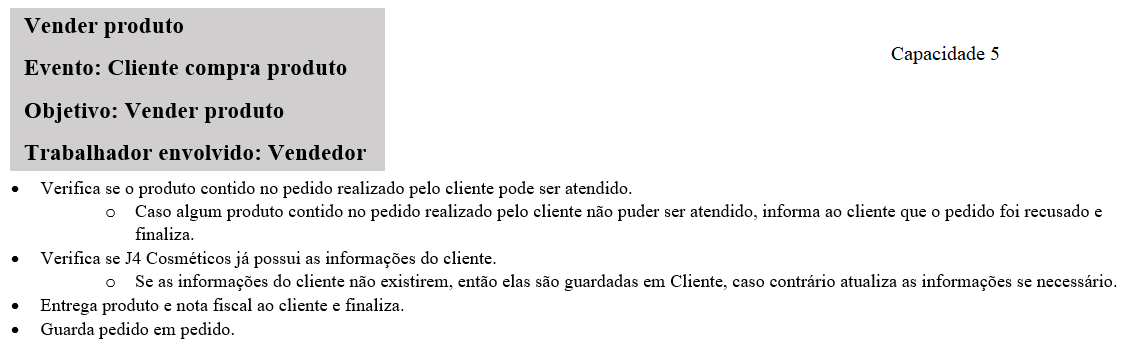 Vender produto
Capacidade 5
Evento: Cliente compra produto
Objetivo: Vender produto
Trabalhador envolvido: Vendedor
• Verifica se o produto contido no pedido realizado pelo cliente pode ser atendido.
o Caso algum produto contido no pedido realizado pelo cliente não puder ser atendido, informa ao cliente que o pedido foi recusado e
finaliza.
• Verifica se J4 Cosméticos já possui as informações do cliente.
o Se as informações do cliente não existirem, então elas são guardadas em Cliente, caso contrário atualiza as informações se necessário.
• Entrega produto e nota fiscal ao cliente e finaliza.
• Guarda pedido em pedido.